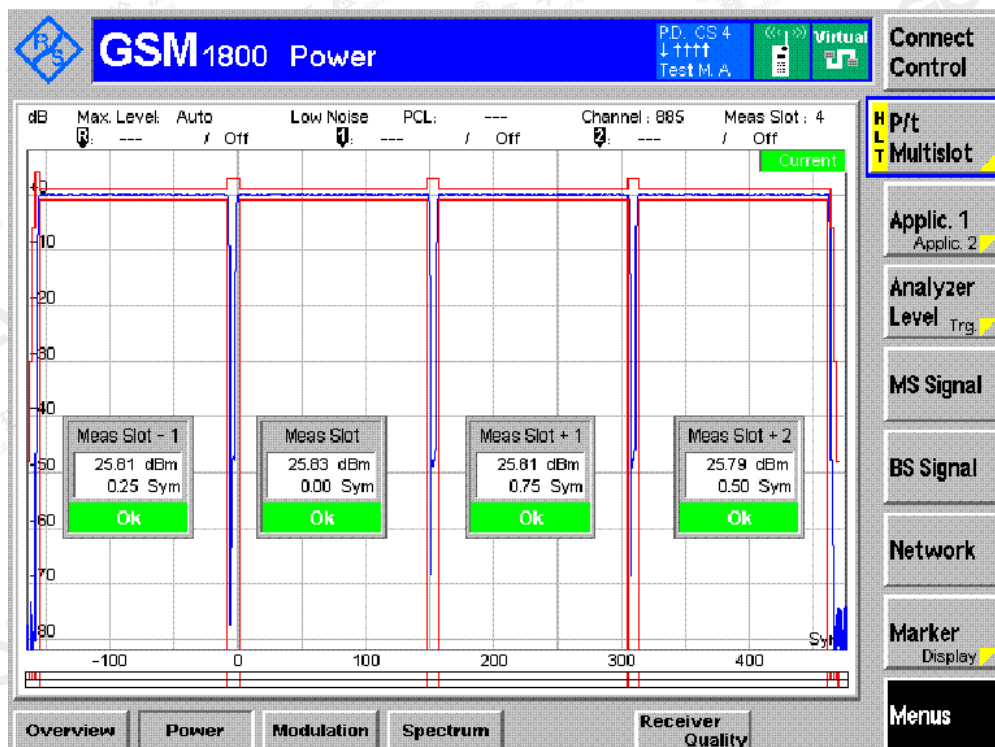 R/S
GSM 1800 Power
P.D. CS 4
Test M. A
Virtual
Connect Control
dB Max. Level: Auto Low Noise PCL: --- Channel : 885 Meas Slot : 4
R: --- / Off 1: --- / Off 2: --- / Off
Current
+0
-10
-20
-30
-40
-50
-60
-70
-80
Meas Slot - 1
25.81 dBm
0.25 Sym
Ok
Meas Slot
25.83 dBm
0.00 Sym
Ok
Meas Slot + 1
25.81 dBm
0.75 Sym
Ok
Meas Slot + 2
25.79 dBm
0.50 Sym
Ok
-100 0 100 200 300 400
HLT
P/t Multislot
Applic. 1
Applic. 2
Analyzer
Level Trg.
MS Signal
BS Signal
Network
Marker
Display
Menus
Overview Power Modulation Spectrum Receiver Quality